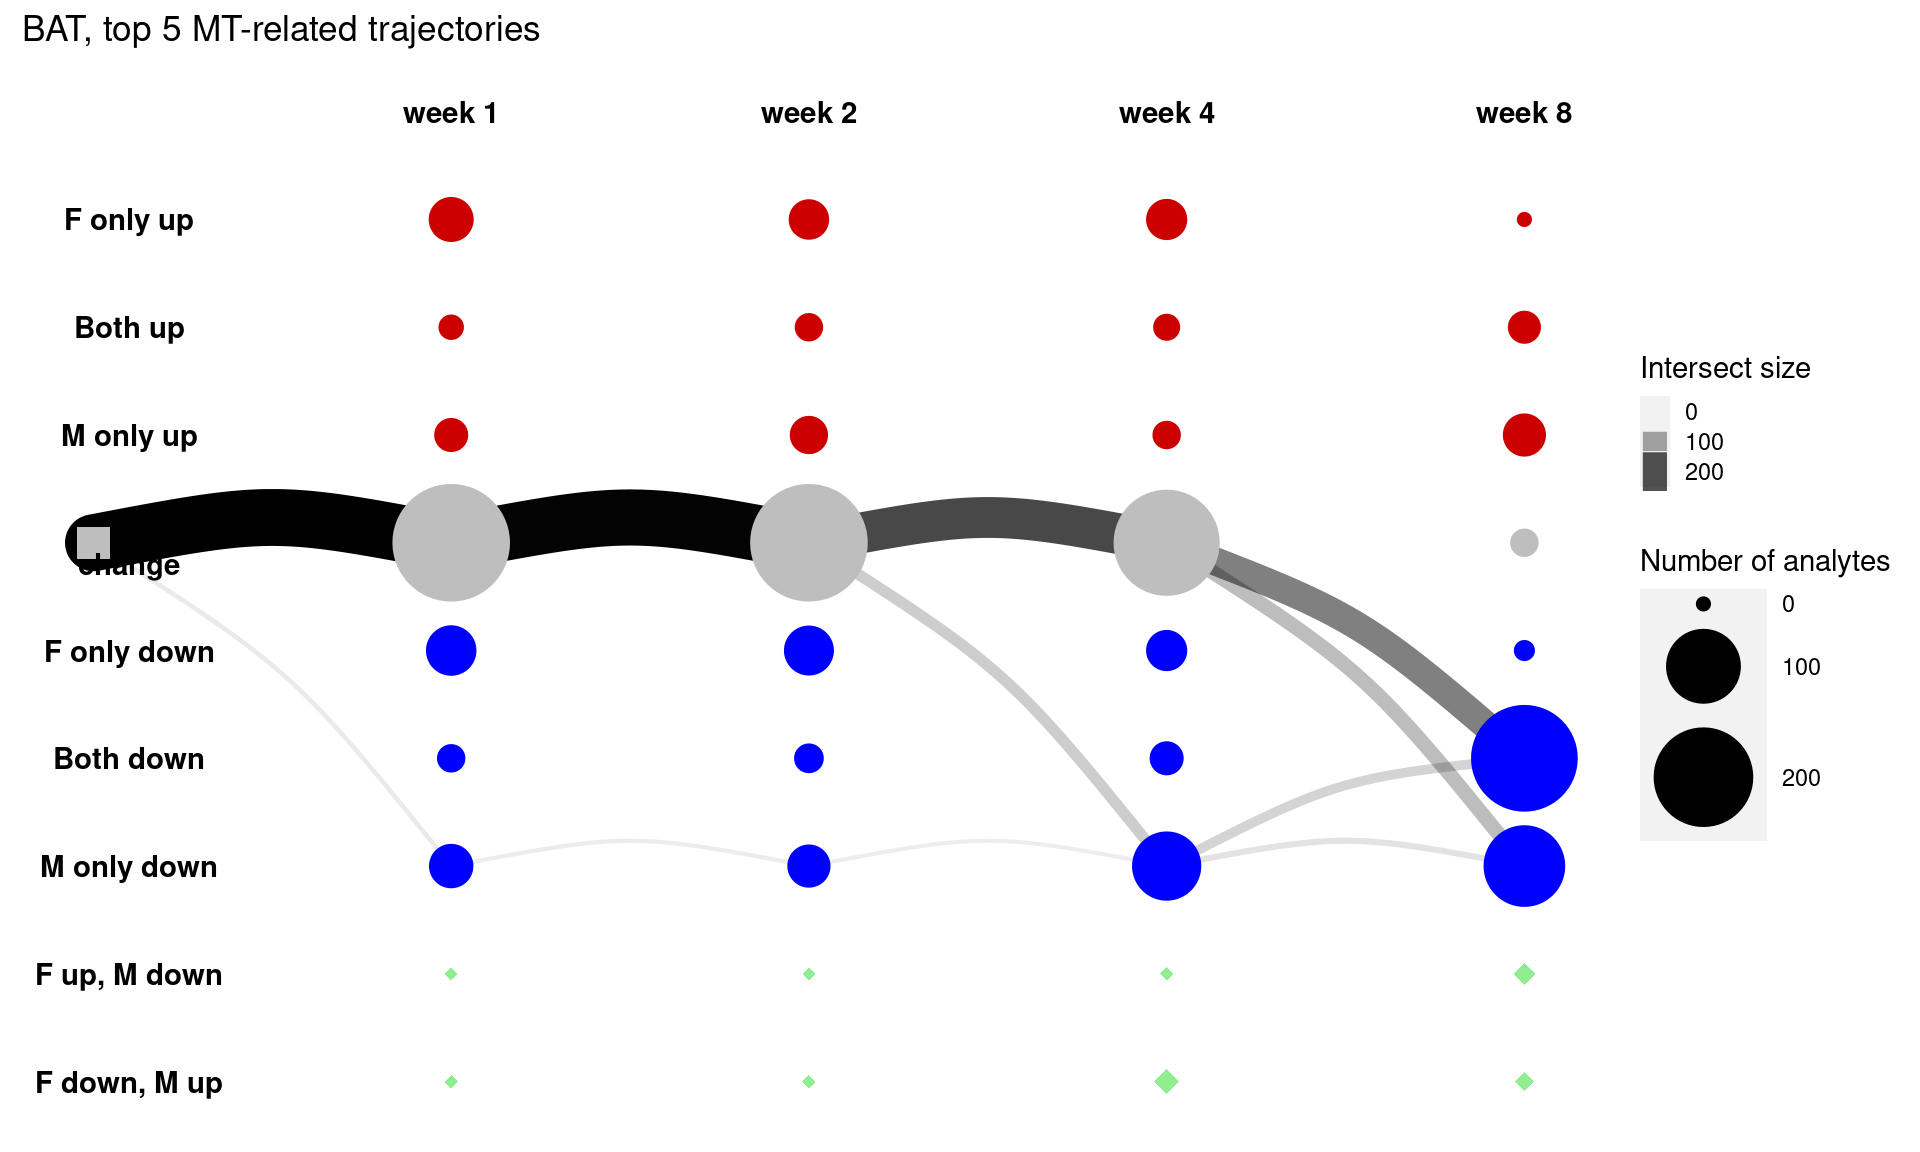 BAT, top 5 MT-related trajectories
week 1 week 2 week 4 week 8
F only up
Both up
M only up
change
F only down
Both down
M only down
F up, M down
F down, M up
Intersect size
0
100
200
Number of analytes
0
100
200